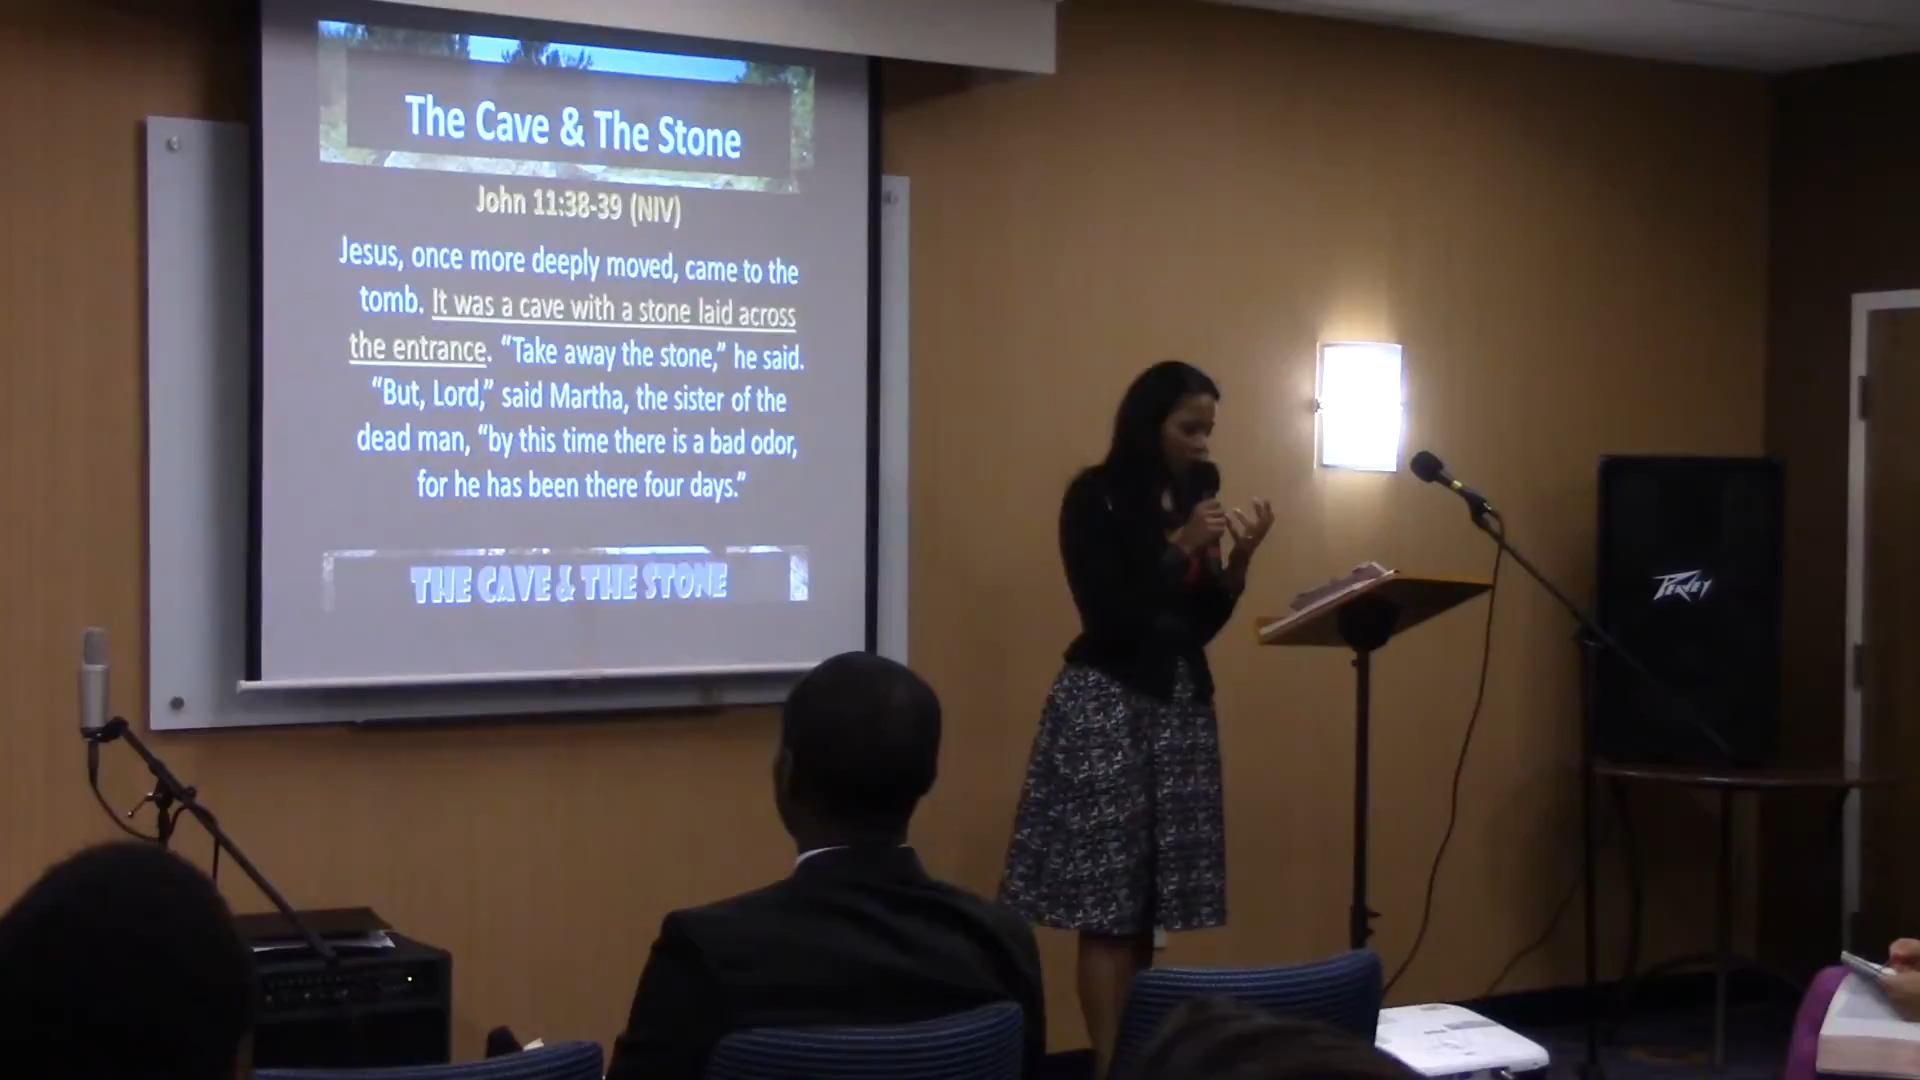 The Cave & The Stone
John 11:38-39 (NIV)
Jesus, once more deeply moved, came to the
tomb. It was a cave with a stone laid across
the entrance. “Take away the stone,” he said.
“But, Lord,” said Martha, the sister of the
dead man, “by this time there is a bad odor,
for he has been there four days.”
THE CAVE & THE STONE
PEAVEY